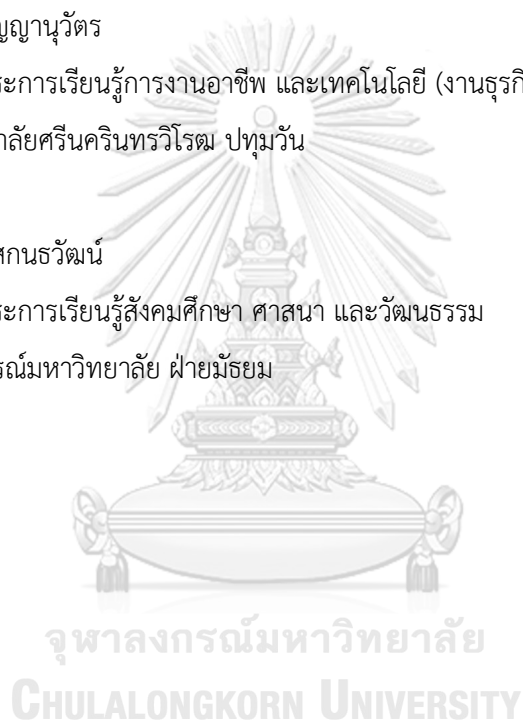 ญญานุวัตร
ระการเรียนรู้การงานอาชีพ และเทคโนโลยี (งานธุรกิ
าลัยศรีนครินทรวิโรฒ ปทุมวัน
สกนธวัฒน์
ระการเรียนรู้สังคมศึกษา ศาสนา และวัฒนธรรม
รณ์มหาวิทยาลัย ฝ่ายมัธยม
จุฬาลงกรณ์มหาวิทยาลัย
CHULALONGKORN UNIVERSITY